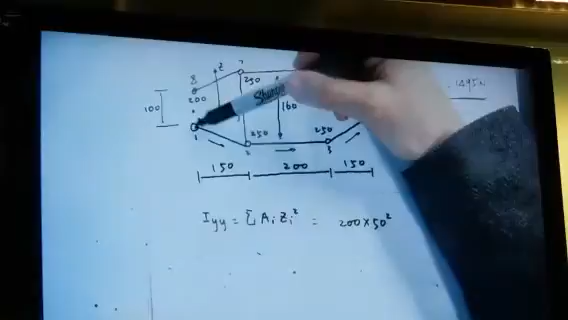 8
z
7
250
200
100
Sharpie
160
.1495N
1
250
2
250
3
150 200 150
Iyy = Σ Ai Zi² = 200×50²